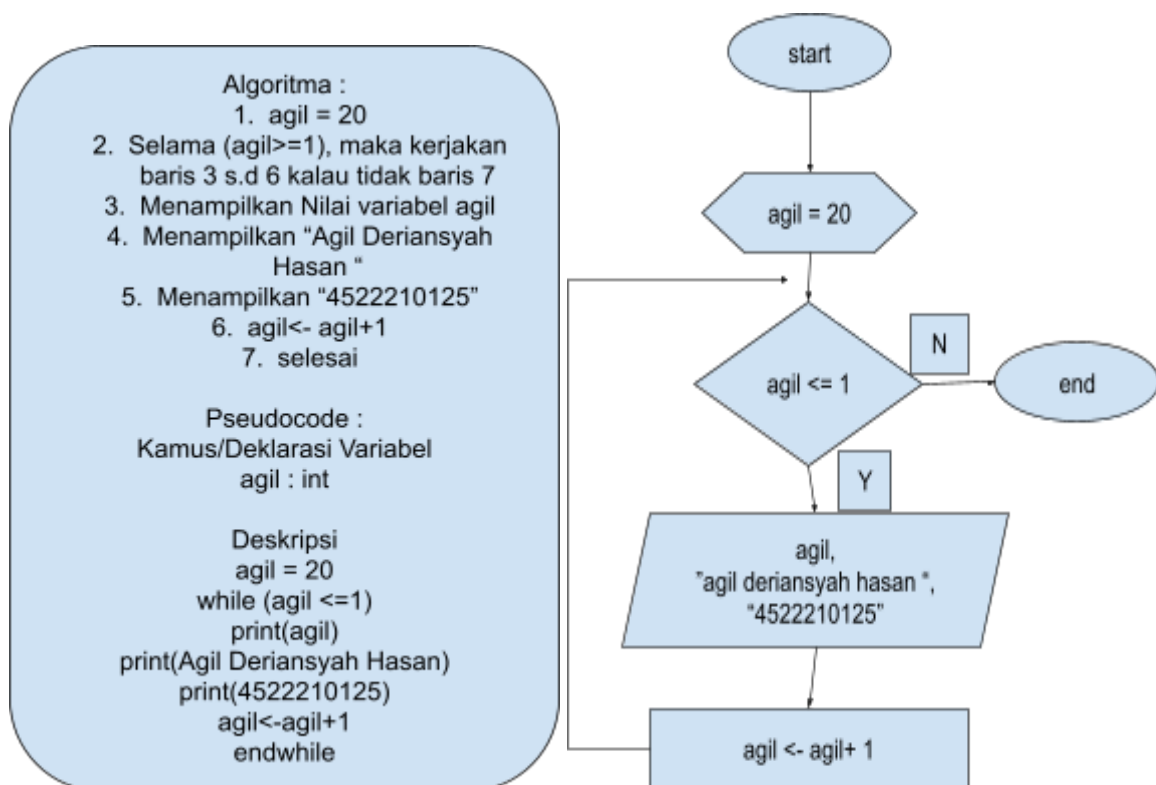 Algoritma :
1. agil = 20
2. Selama (agil>=1), maka kerjakan
baris 3 s.d 6 kalau tidak baris 7
3. Menampilkan Nilai variabel agil
4. Menampilkan “Agil Deriansyah
Hasan “
5. Menampilkan “4522210125”
6. agil<- agil+1
7. selesai
Pseudocode :
Kamus/Deklarasi Variabel
agil : int
Deskripsi
agil = 20
while (agil <=1)
print(agil)
print(Agil Deriansyah Hasan)
print(4522210125)
agil<-agil+1
endwhile
start
agil = 20
agil <= 1
N
end
Y
agil,
”agil deriansyah hasan “,
“4522210125”
agil <- agil+ 1